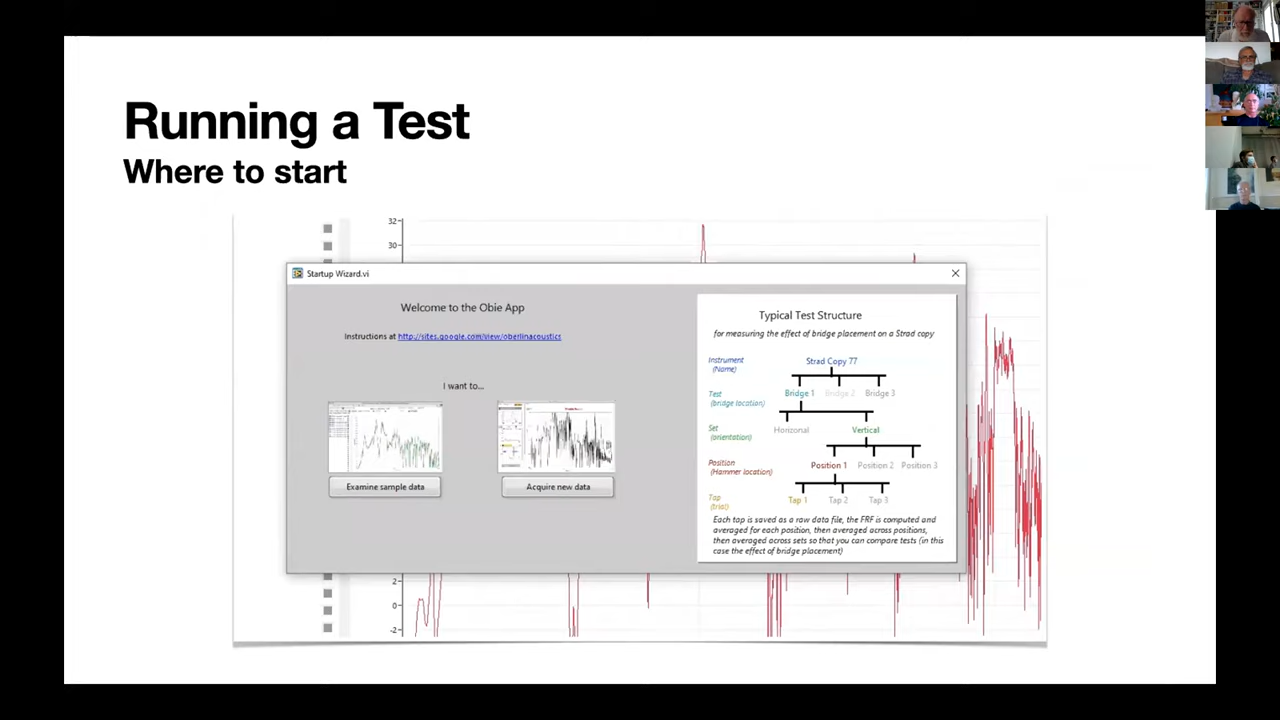 Running a Test
Where to start
32
30
2
0
-2
Startup Wizard.vi
Welcome to the Obie App
Instructions at http://sites.google.com/view/oberlinacoustics
I want to...
Examine sample data
Acquire new data
Typical Test Structure
for measuring the effect of bridge placement on a Strad copy
Instrument
(Name)
Strad Copy 77
Test
(bridge location)
Bridge 1 Bridge 2 Bridge 3
Set
(orientation)
Horizonal Vertical
Position
(Hammer location)
Position 1 Position 2 Position 3
Tap
(trial)
Tap 1 Tap 2 Tap 3
Each tap is saved as a raw data file, the FRF is computed and
averaged for each position, then averaged across positions,
then averaged across sets so that you can compare tests (in this
case the effect of bridge placement)